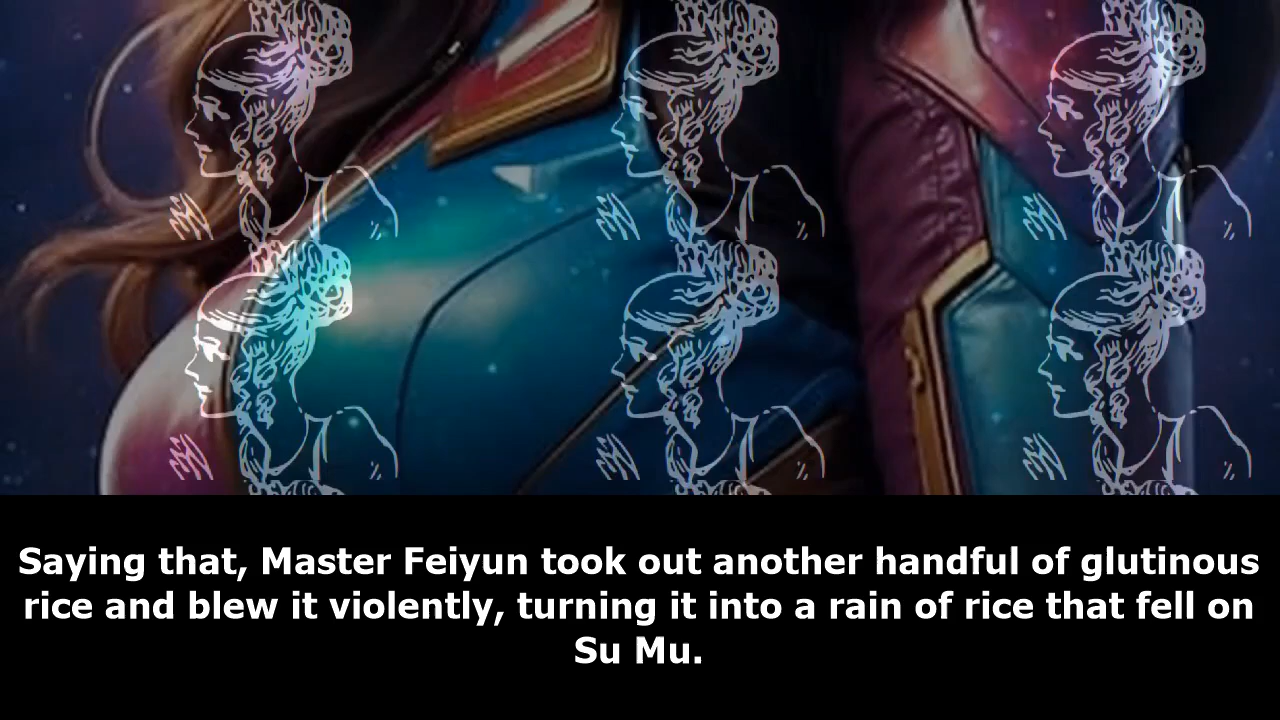 Saying that, Master Feiyun took out another handful of glutinous
rice and blew it violently, turning it into a rain of rice that fell on
Su Mu.